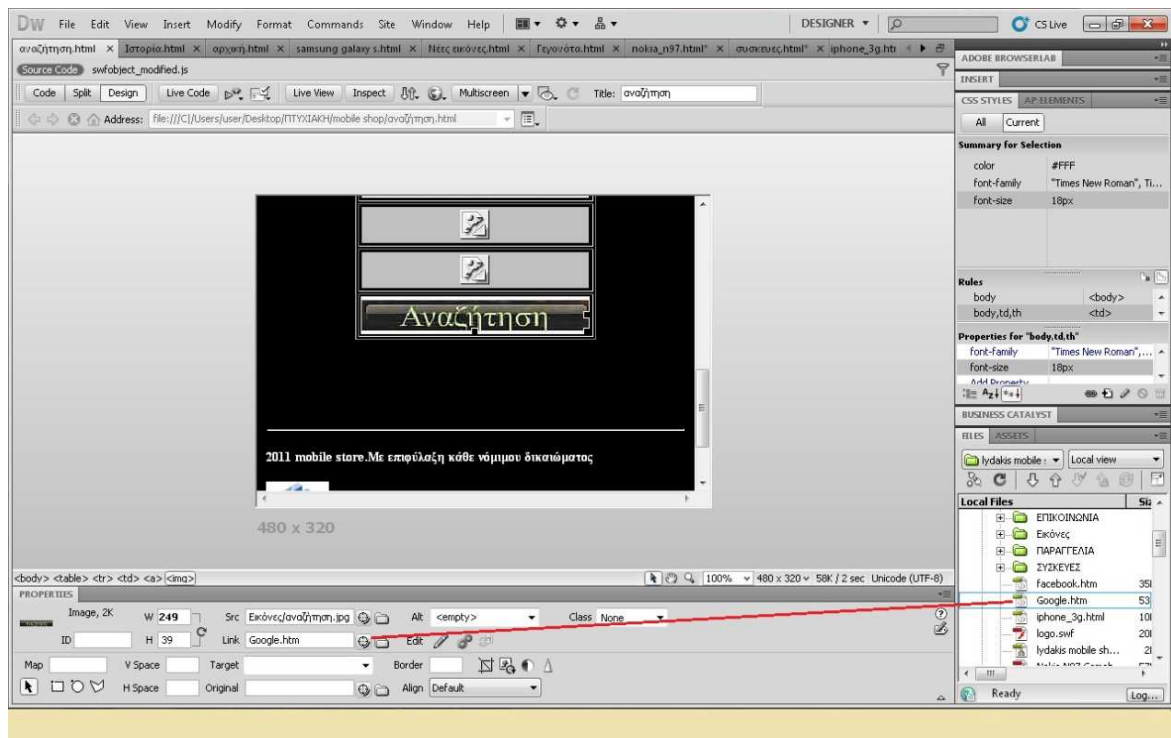 DW File Edit View Insert Modify Format Commands Site Window Help DESIGNER CS Live
αναζήτηση.html × Ιστορία.html × αρχική.html × samsung galaxy s.html × Νέες εικόνες.html × Γεγονότα.html × nokia_n97.html* × συσκευες.html* × iphone_3g.htm
Source Code swfobject_modified.js
Code Split Design Live Code Live View Inspect Multiscreen Title: αναζήτηση
Address: file:///C|/Users/user/Desktop/ΠΤΥΧΙΑΚΗ/mobile shop/αναζήτηση.html
Αναζήτηση
2011 mobile store.Με επιφύλαξη κάθε νόμιμου δικαιώματος
480 x 320
<body> <table> <tr> <td> <a> <img> 100% 480 x 320 58K / 2 sec Unicode (UTF-8)
PROPERTIES
Image, 2K W 249 Src Εικόνες/αναζήτηση.jpg Alt <empty> Class None
ID H 39 Link Google.htm Edit
Map V Space Target Border
H Space Original Align Default
ADOBE BROWSERLAB
INSERT
CSS STYLES AP ELEMENTS
All Current
Summary for Selection
color #FFF
font-family "Times New Roman", Ti...
font-size 18px
Rules
body <body>
body,td,th <td>
Properties for "body,td,th"
font-family "Times New Roman",...
font-size 18px
Add Property
BUSINESS CATALYST
FILES ASSETS
lydakis mobile Local view
Local Files
ΕΠΙΚΟΙΝΩΝΙΑ
Εικόνες
ΠΑΡΑΓΓΕΛΙΑ
ΣΥΣΚΕΥΕΣ
facebook.htm 35
Google.htm 53
iphone_3g.html 10
logo.swf 20
lydakis mobile sh... 2
Ready Log...